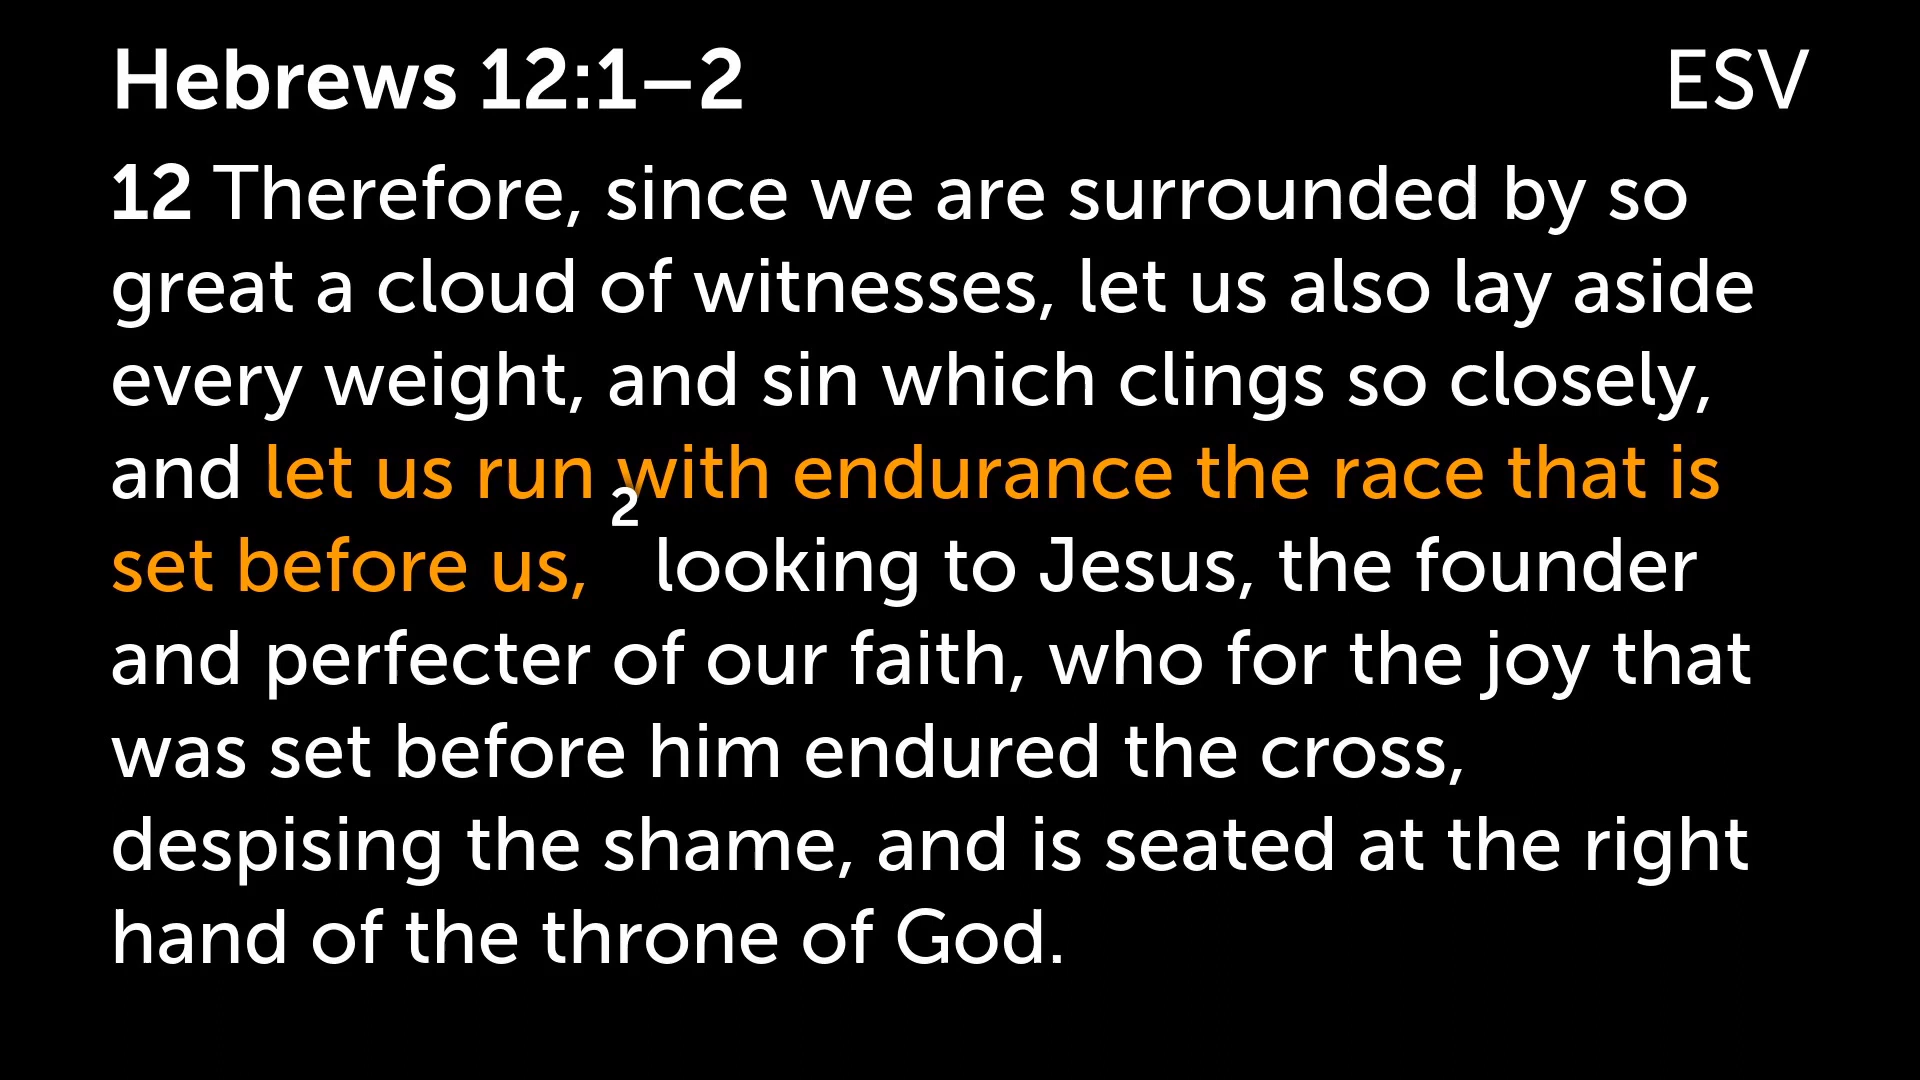 Hebrews 12:1–2 ESV
12 Therefore, since we are surrounded by so
great a cloud of witnesses, let us also lay aside
every weight, and sin which clings so closely,
and let us run with endurance the race that is
set before us, 2 looking to Jesus, the founder
and perfecter of our faith, who for the joy that
was set before him endured the cross,
despising the shame, and is seated at the right
hand of the throne of God.